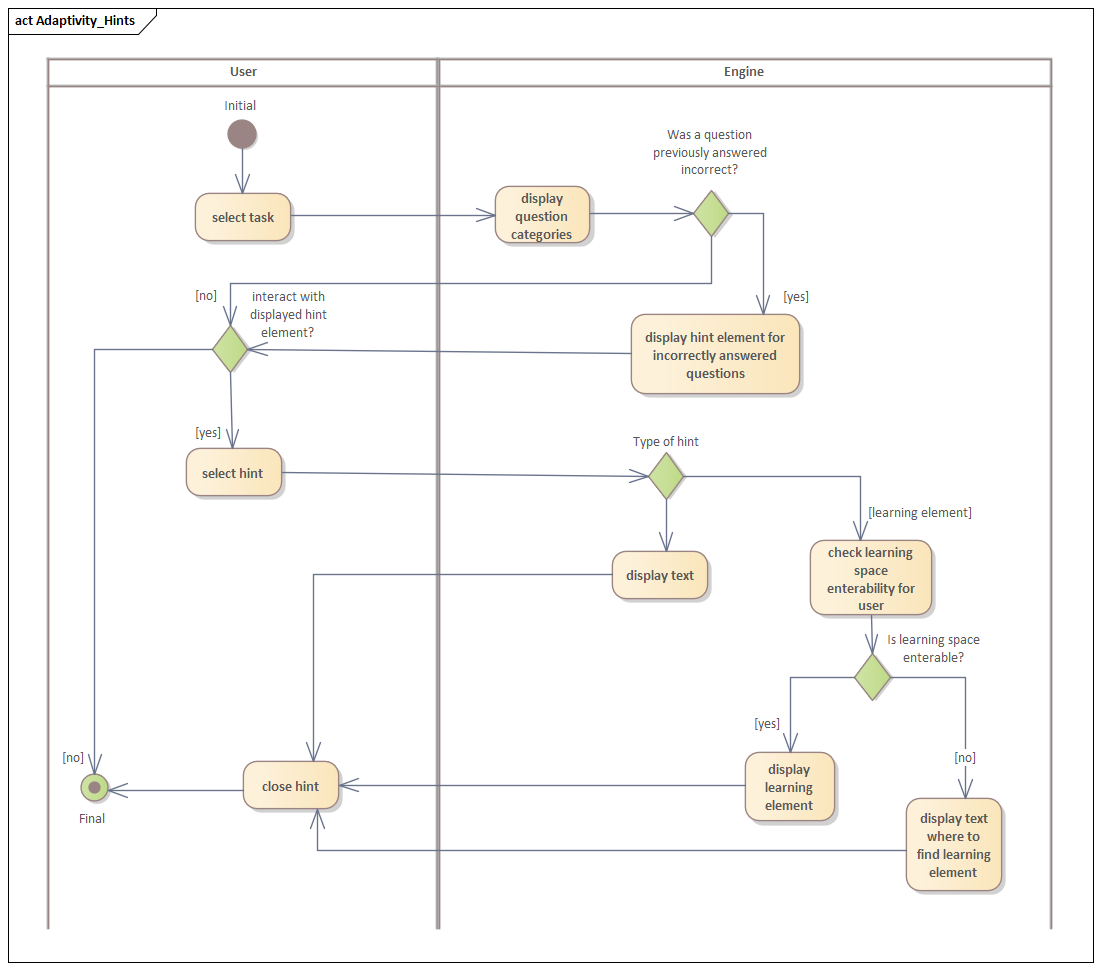 act Adaptivity_Hints
User
Engine
Initial
Was a question
previously answered
incorrect?
select task
display
question
categories
[no]
interact with
displayed hint
element?
[yes]
display hint element for
incorrectly answered
questions
[yes]
select hint
Type of hint
[learning element]
display text
check learning
space
enterability for
user
Is learning space
enterable?
[yes]
[no]
[no]
close hint
display
learning
element
Final
display text
where to
find learning
element